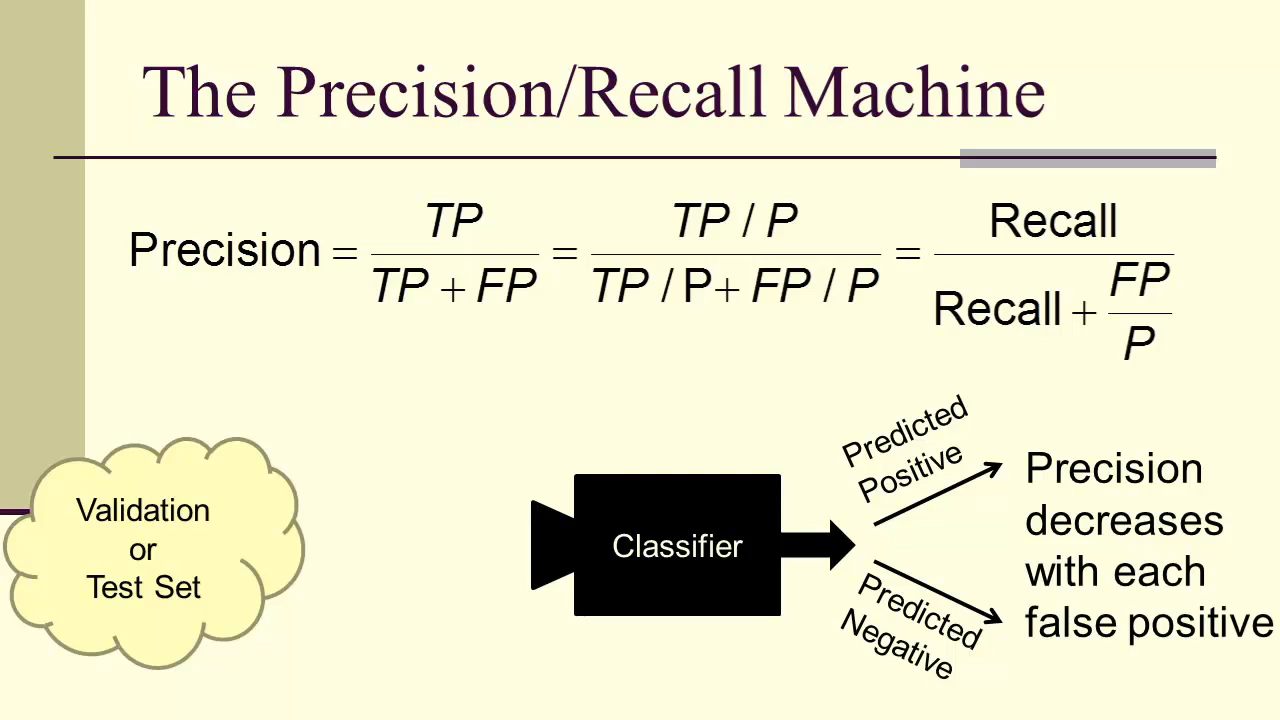 The Precision/Recall Machine
Precision = TP / TP + FP = TP / P / TP / P+ FP / P = Recall / Recall + FP / P
Validation
or
Test Set
Classifier
Predicted
Positive
Predicted
Negative
Precision
decreases
with each
false positive